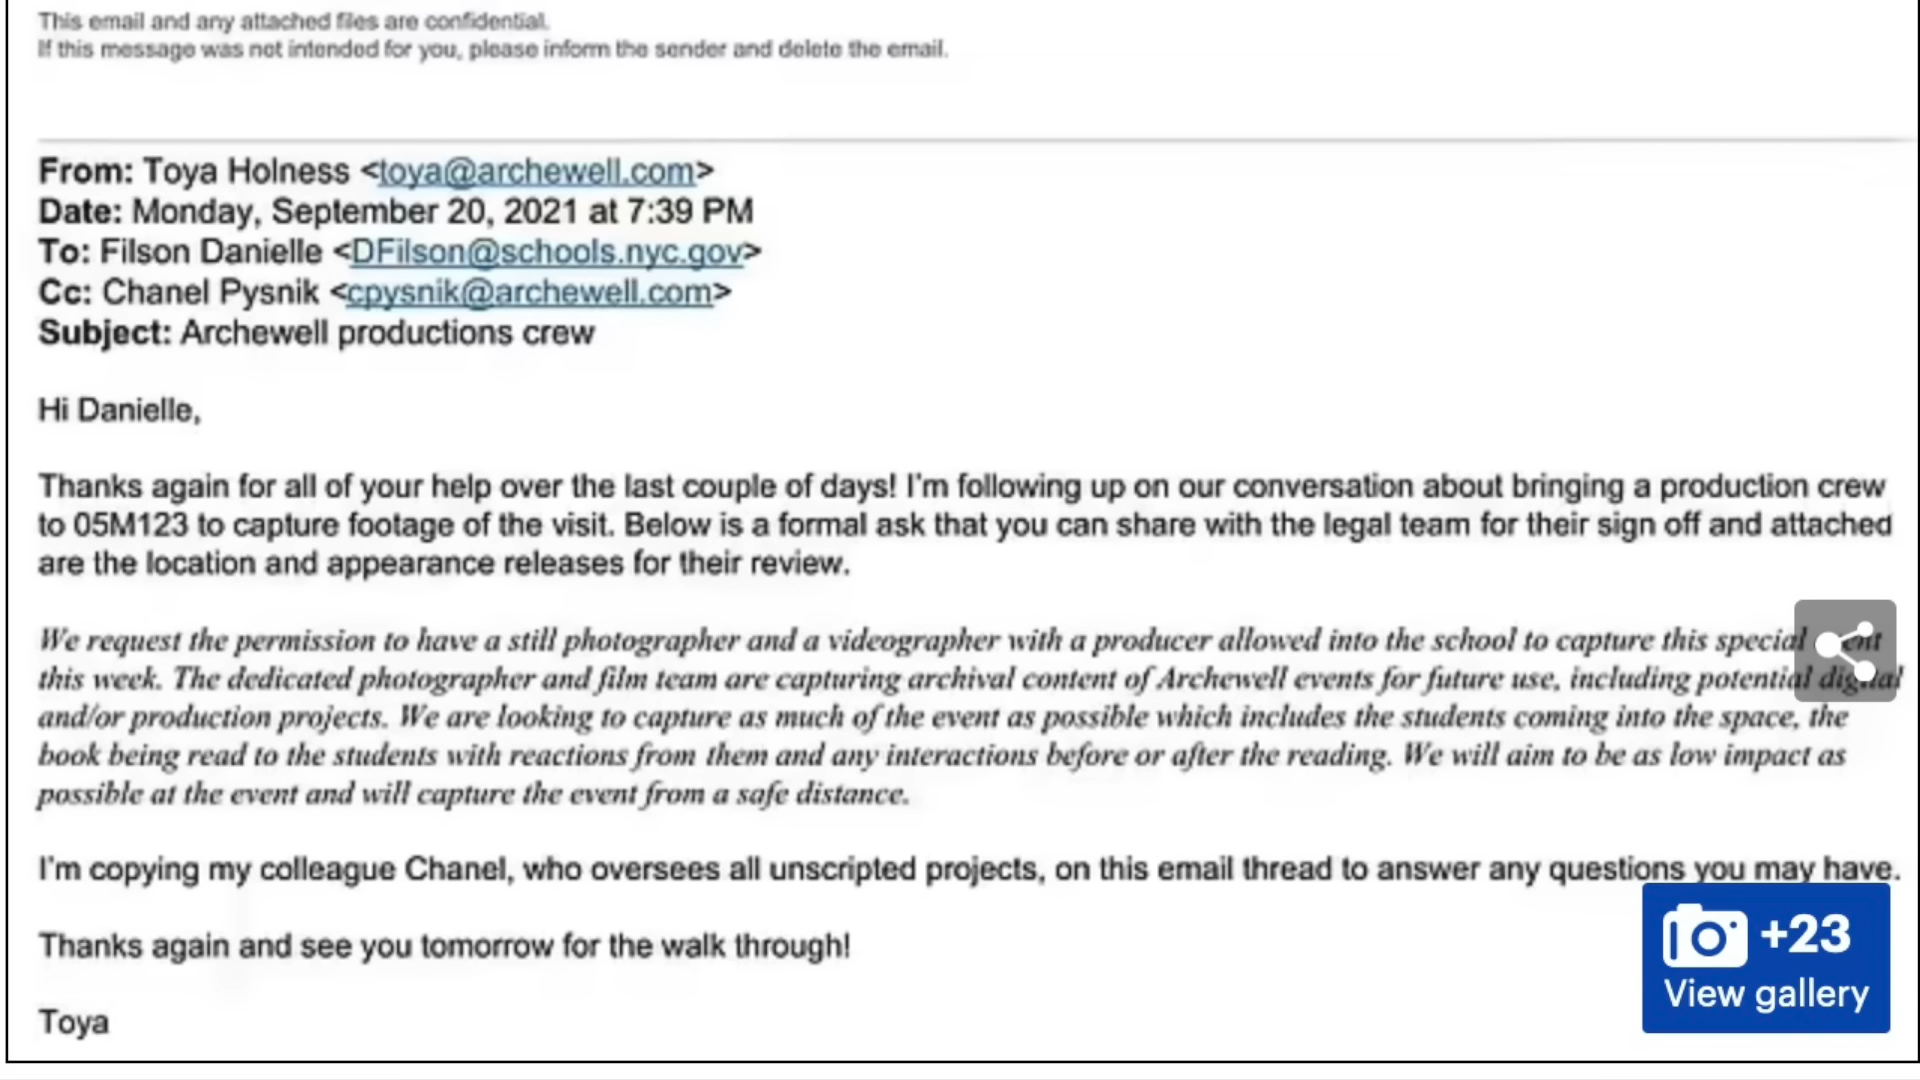 This email and any attached files are confidential.
If this message was not intended for you, please inform the sender and delete the email.
From: Toya Holness <toya@archewell.com>
Date: Monday, September 20, 2021 at 7:39 PM
To: Filson Danielle <DFilson@schools.nyc.gov>
Cc: Chanel Pysnik <cpysnik@archewell.com>
Subject: Archewell productions crew
Hi Danielle,
Thanks again for all of your help over the last couple of days! I'm following up on our conversation about bringing a production crew
to 05M123 to capture footage of the visit. Below is a formal ask that you can share with the legal team for their sign off and attached
are the location and appearance releases for their review.
We request the permission to have a still photographer and a videographer with a producer allowed into the school to capture this special
this week. The dedicated photographer and film team are capturing archival content of Archewell events for future use, including potential digital
and/or production projects. We are looking to capture as much of the event as possible which includes the students coming into the space, the
book being read to the students with reactions from them and any interactions before or after the reading. We will aim to be as low impact as
possible at the event and will capture the event from a safe distance.
I'm copying my colleague Chanel, who oversees all unscripted projects, on this email thread to answer any questions you may have.
Thanks again and see you tomorrow for the walk through!
Toya
+23
View gallery